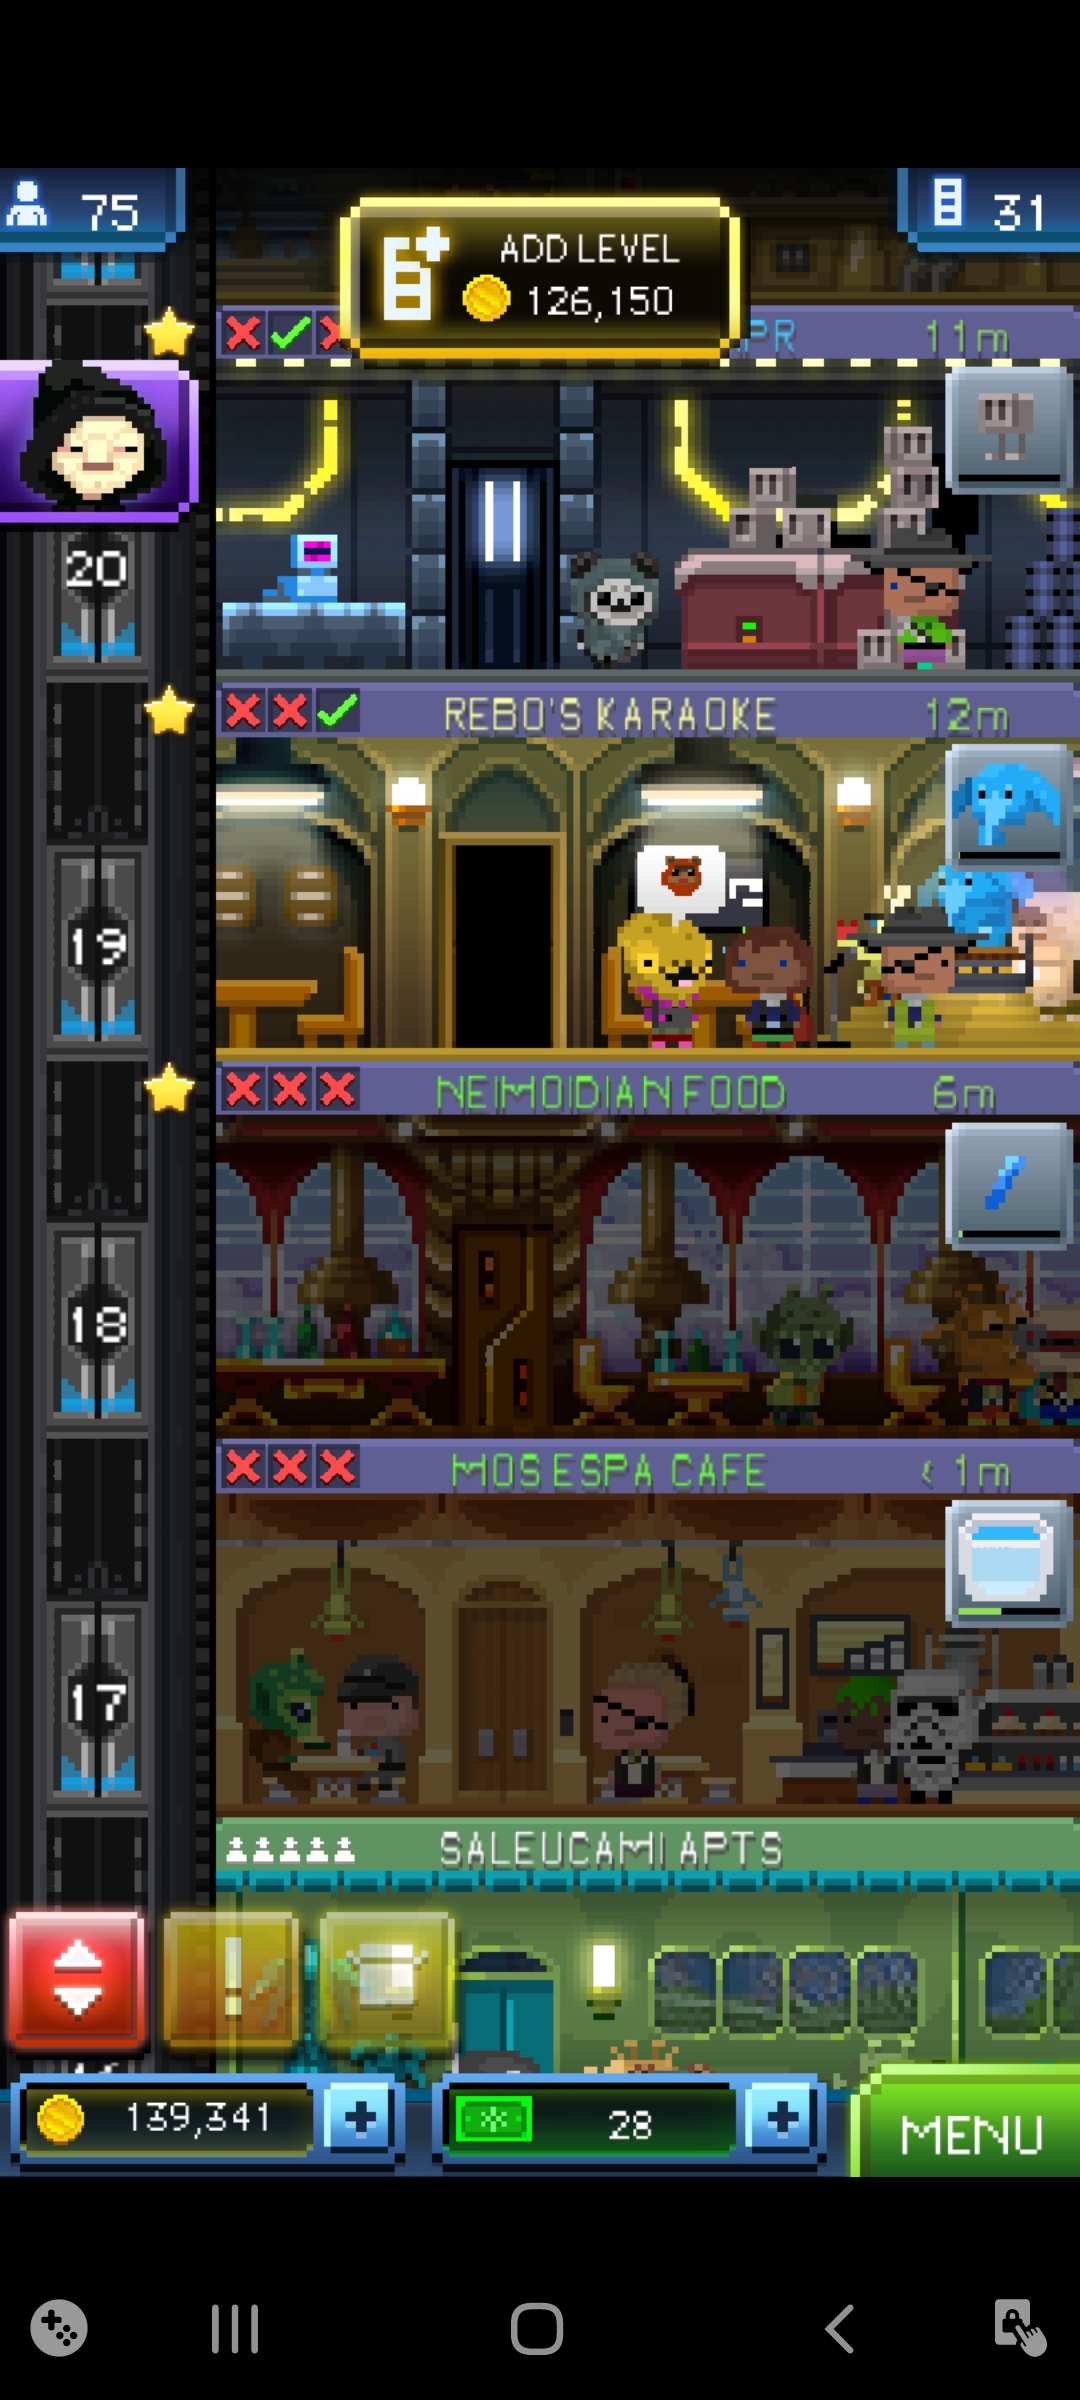 75
ADD LEVEL
126,150
31
PR
11m
20
REBO'S KARAOKE
12m
19
NEIMOIDIAN FOOD
6m
18
MOS ESPA CAFE
< 1m
17
SALEUCAMI APTS
!
139,341
+
28
+
MENU